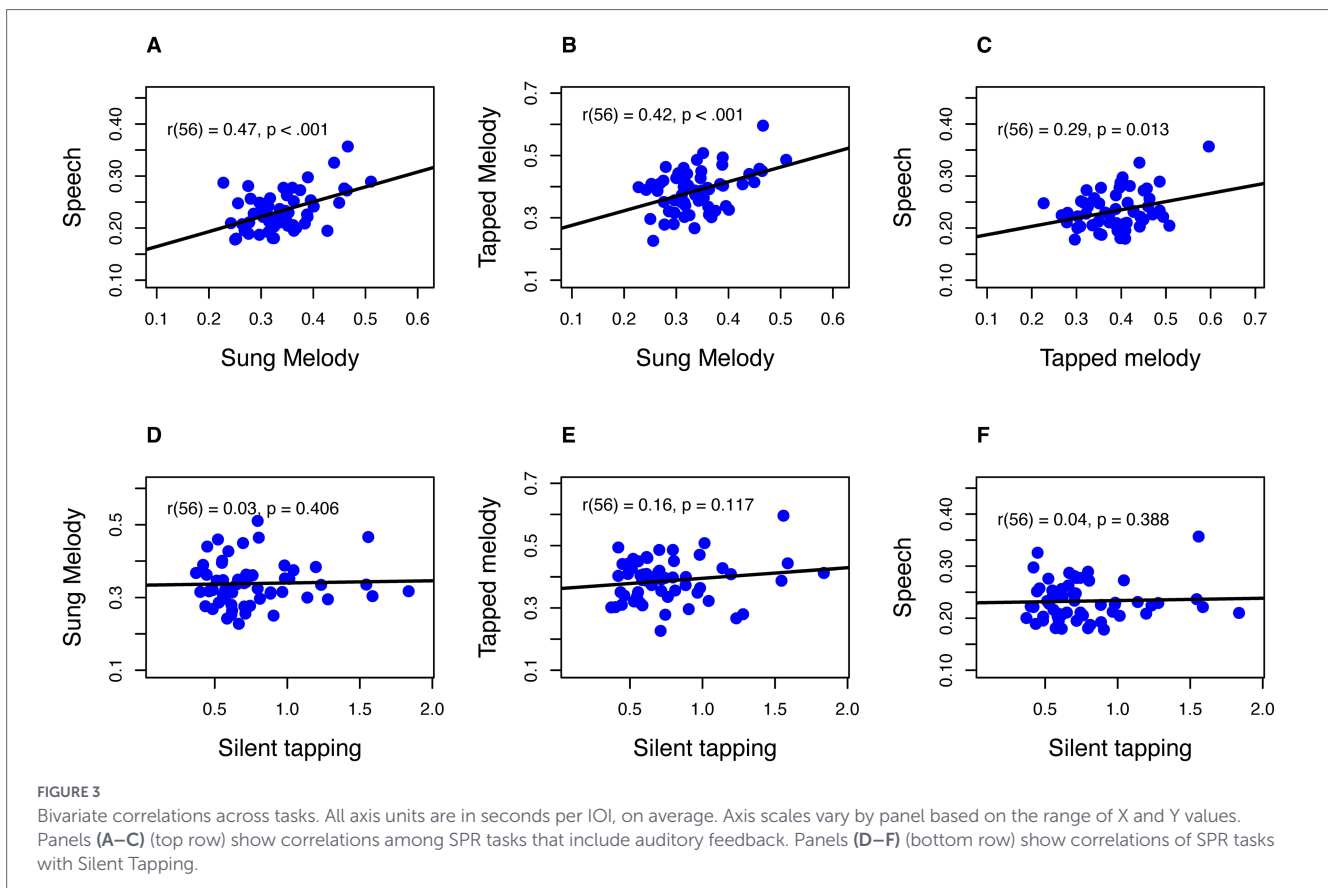 A
Speech
0.10 0.20 0.30 0.40
r(56) = 0.47, p < .001
0.1 0.2 0.3 0.4 0.5 0.6
Sung Melody
B
Tapped Melody
0.1 0.3 0.5 0.7
r(56) = 0.42, p < .001
0.1 0.2 0.3 0.4 0.5 0.6
Sung Melody
C
Speech
0.10 0.20 0.30 0.40
r(56) = 0.29, p = 0.013
0.1 0.2 0.3 0.4 0.5 0.6 0.7
Tapped melody
D
Sung Melody
0.1 0.3 0.5
r(56) = 0.03, p = 0.406
0.5 1.0 1.5 2.0
Silent tapping
E
Tapped melody
0.1 0.3 0.5 0.7
r(56) = 0.16, p = 0.117
0.5 1.0 1.5 2.0
Silent tapping
F
Speech
0.10 0.20 0.30 0.40
r(56) = 0.04, p = 0.388
0.5 1.0 1.5 2.0
Silent tapping
FIGURE 3
Bivariate correlations across tasks. All axis units are in seconds per IOI, on average. Axis scales vary by panel based on the range of X and Y values.
Panels (A–C) (top row) show correlations among SPR tasks that include auditory feedback. Panels (D–F) (bottom row) show correlations of SPR tasks
with Silent Tapping.